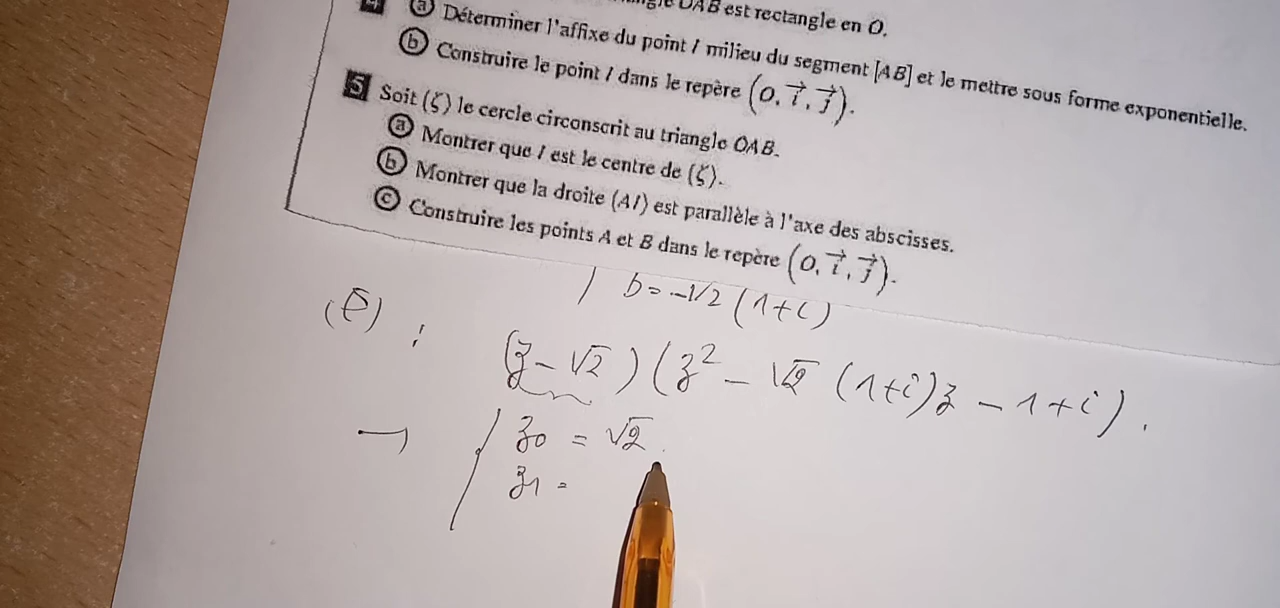 OAB est rectangle en O.
4 a Déterminer l'affixe du point I milieu du segment [AB] et le mettre sous forme exponentielle.
b Construire le point I dans le repère (O, i⃗, j⃗).
5 Soit (ζ) le cercle circonscrit au triangle OAB.
a Montrer que I est le centre de (ζ).
b Montrer que la droite (AI) est parallèle à l'axe des abscisses.
c Construire les points A et B dans le repère (O, i⃗, j⃗).
b = -1/2 (1+i)
(E) : (z - √2) (z² - √2 (1+i)z - 1+i).
→ z₀ = √2.
z₁ =